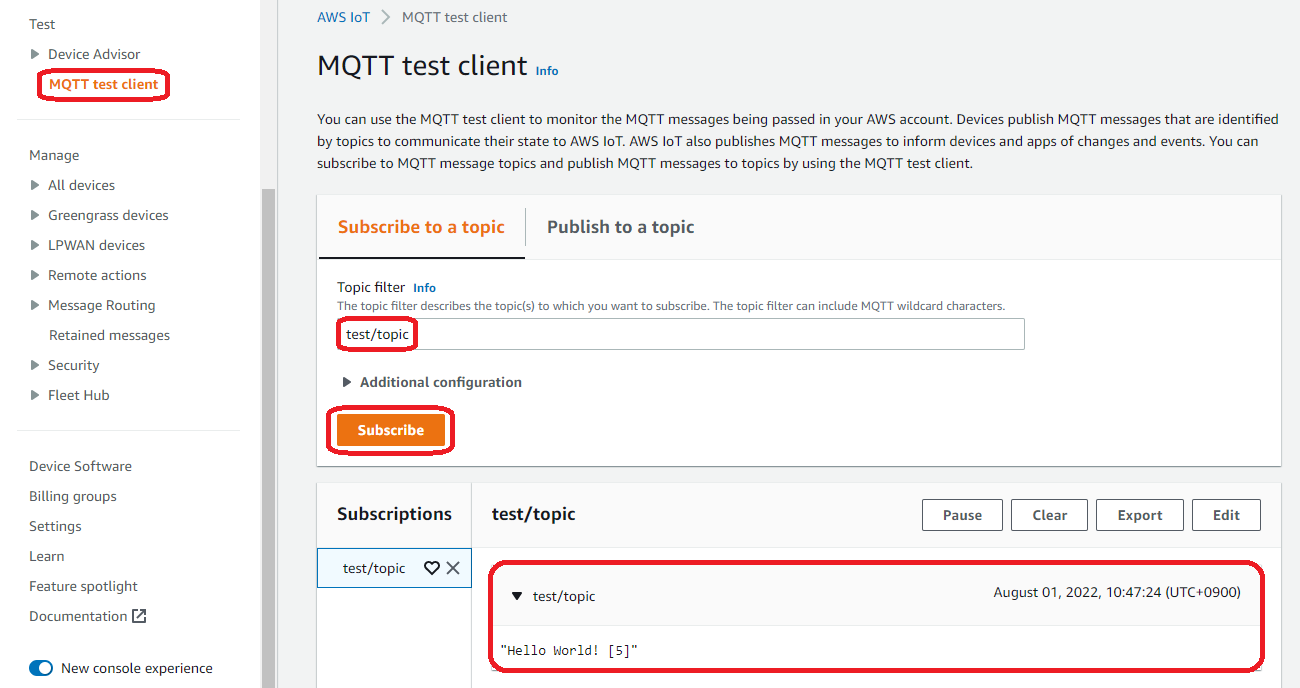 Test
Device Advisor
MQTT test client
Manage
All devices
Greengrass devices
LPWAN devices
Remote actions
Message Routing
Retained messages
Security
Fleet Hub
Device Software
Billing groups
Settings
Learn
Feature spotlight
Documentation
New console experience
AWS IoT MQTT test client
MQTT test client Info
You can use the MQTT test client to monitor the MQTT messages being passed in your AWS account. Devices publish MQTT messages that are identified
by topics to communicate their state to AWS IoT. AWS IoT also publishes MQTT messages to inform devices and apps of changes and events. You can
subscribe to MQTT message topics and publish MQTT messages to topics by using the MQTT test client.
Subscribe to a topic Publish to a topic
Topic filter Info
The topic filter describes the topic(s) to which you want to subscribe. The topic filter can include MQTT wildcard characters.
test/topic
Additional configuration
Subscribe
Subscriptions
test/topic
test/topic Pause Clear Export Edit
test/topic August 01, 2022, 10:47:24 (UTC+0900)
"Hello World! [5]"